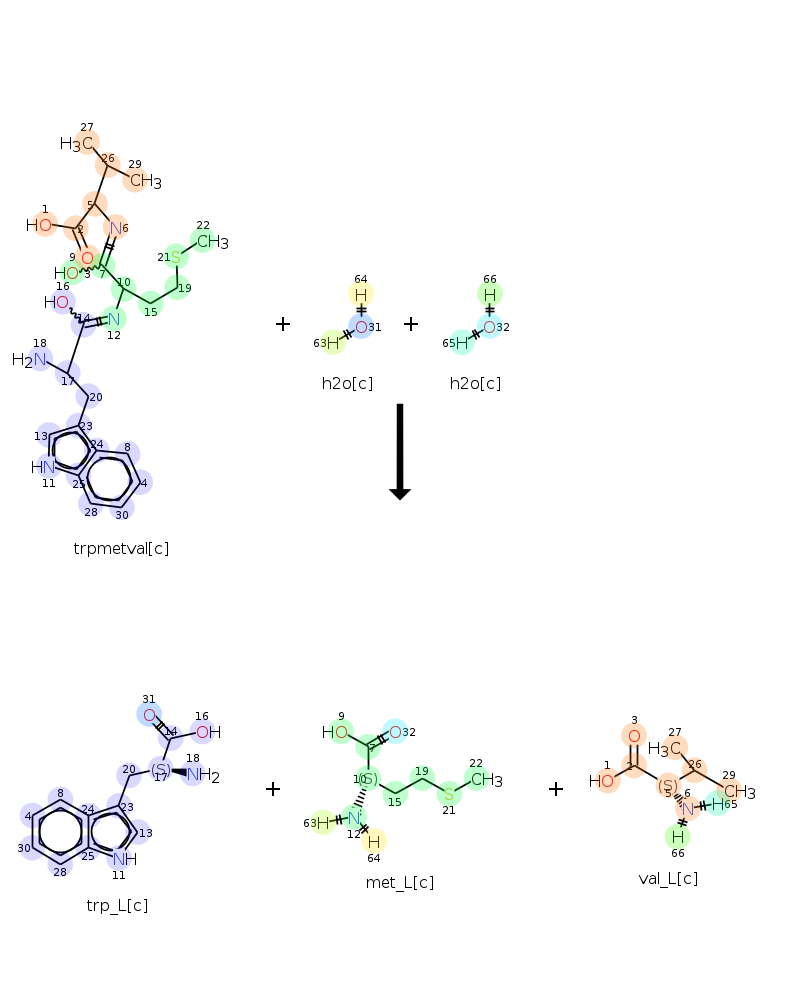 27
H3C
26
29
CH3
5
1
HO
2
N6
22
CH3
21
S
9
O
HO
3
7
16
HO
10
19
14
N
12
15
18
H2N
17
20
23
13
24
8
HN
11
25
4
28
30
trpmetval[c]
+
64
H
O31
63H
h2o[c]
+
66
H
O32
65H
h2o[c]
31
O
14
16
OH
18
(S)
17
NH2
20
8
4
24
23
13
30
25
NH
28
11
trp_L[c]
+
9
HO
O32
7
22
10(S)
19
CH3
15
S
21
63H
N
12
H
64
met_L[c]
+
3
O
27
H3C
1
HO
2
26
29
(S)
5
CH3
6
N
H65
H
66
val_L[c]